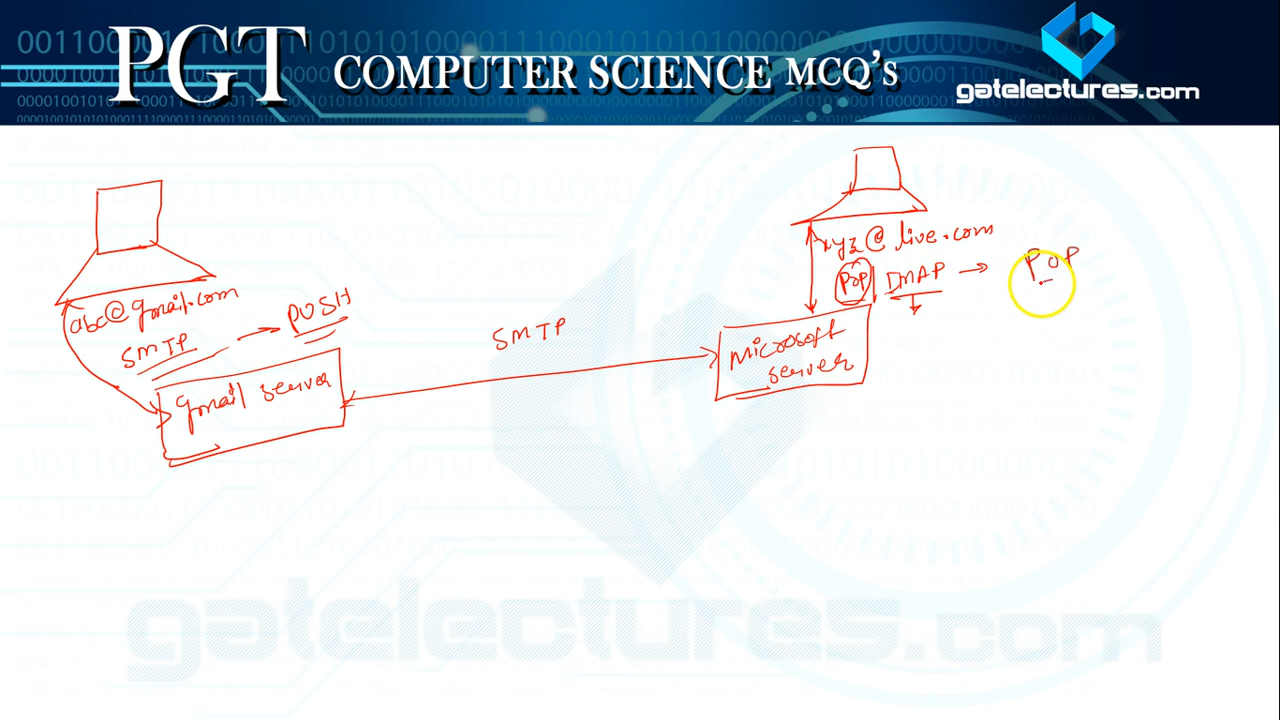 PGT COMPUTER SCIENCE MCQ's
gatelectures.com
xyz@live.com
POP IMAP → POP
abc@gmail.com
SMTP → PUSH
SMTP
Microsoft
server
gmail server
gatelectures.com